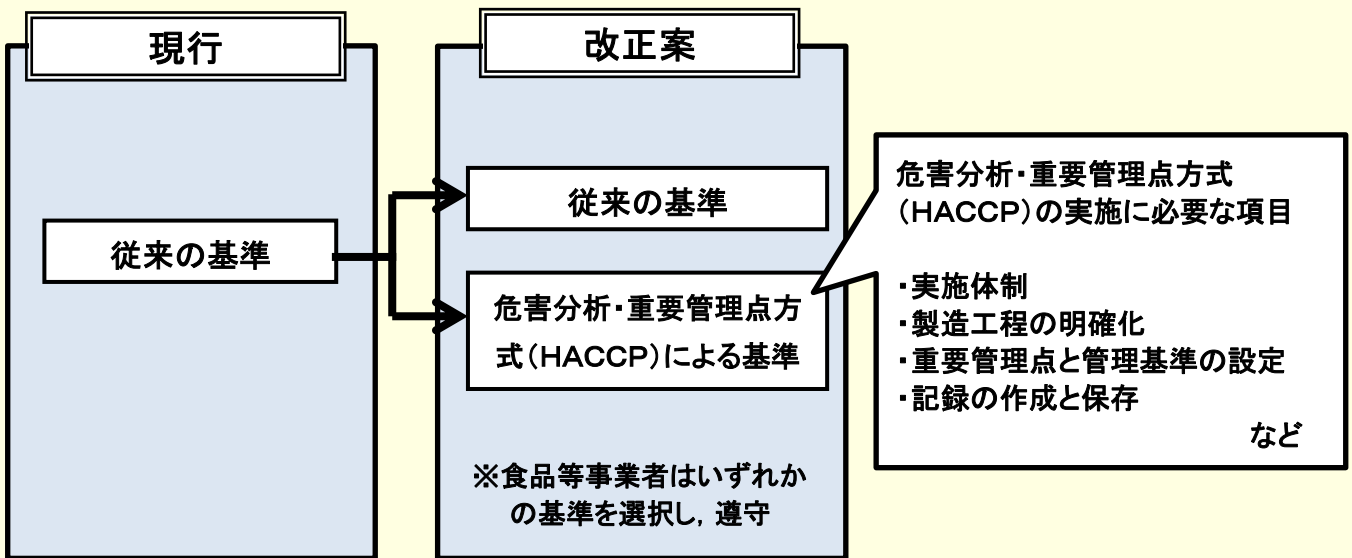 現行
従来の基準
改正案
従来の基準
危害分析・重要管理点方
式(HACCP)による基準
※食品等事業者はいずれか
の基準を選択し,遵守
危害分析・重要管理点方式
(HACCP)の実施に必要な項目
・実施体制
・製造工程の明確化
・重要管理点と管理基準の設定
・記録の作成と保存
など